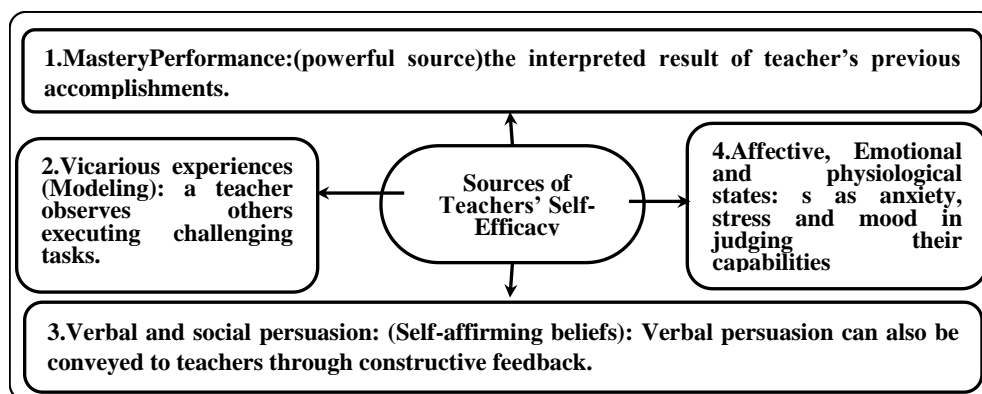 1.MasteryPerformance:(powerful source)the interpreted result of teacher's previous
accomplishments.
2.Vicarious experiences
(Modeling): a teacher
observes others
executing challenging
tasks.
Sources of
Teachers' Self-
Efficacy
4.Affective, Emotional
and physiological
states: s as anxiety,
stress and mood in
judging their
capabilities
3.Verbal and social persuasion: (Self-affirming beliefs): Verbal persuasion can also be
conveyed to teachers through constructive feedback.